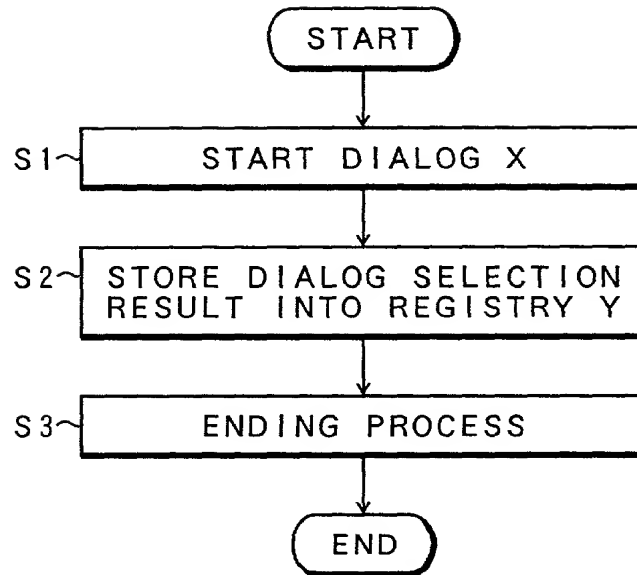 START
S1 START DIALOG X
S2 STORE DIALOG SELECTION
RESULT INTO REGISTRY Y
S3 ENDING PROCESS
END